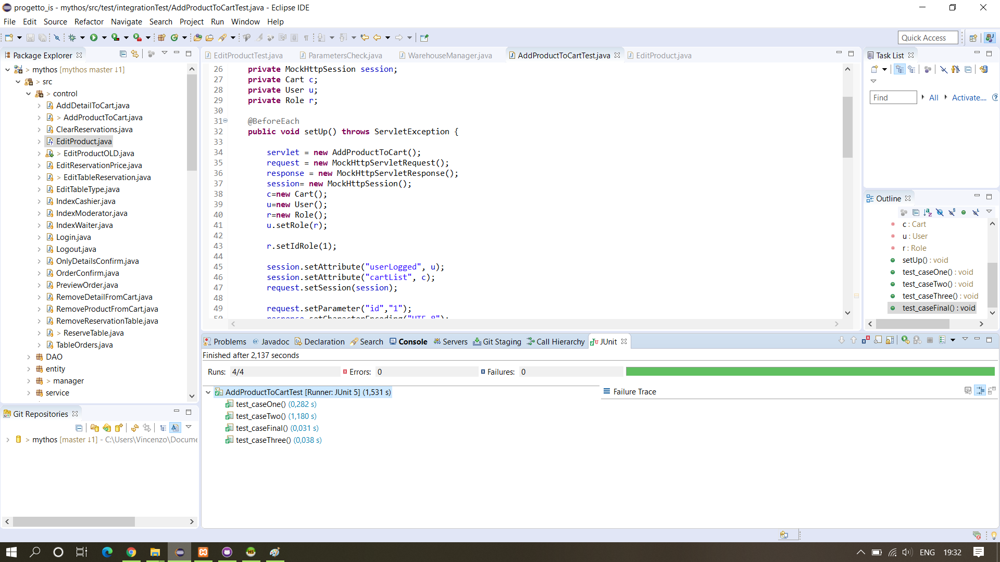 progetto_is - mythos/src/test/integrationTest/AddProductToCartTest.java - Eclipse IDE
File Edit Source Refactor Navigate Search Project Run Window Help
Quick Access
Package Explorer
> mythos [mythos master ↓1]
> src
> control
AddDetailToCart.java
> AddProductToCart.java
ClearReservations.java
EditProduct.java
> EditProductOLD.java
EditReservationPrice.java
> EditTableReservation.java
EditTableType.java
IndexCashier.java
IndexModerator.java
IndexWaiter.java
Login.java
Logout.java
OnlyDetailsConfirm.java
OrderConfirm.java
PreviewOrder.java
RemoveDetailFromCart.java
RemoveProductFromCart.java
RemoveReservationTable.java
> ReserveTable.java
TableOrders.java
DAO
entity
> manager
service
Git Repositories
> mythos [master ↓1] - C:\Users\Vincenzo\Docume
EditProductTest.java ParametersCheck.java WarehouseManager.java AddProductToCartTest.java EditProduct.java
26 private MockHttpSession session;
27 private Cart c;
28 private User u;
29 private Role r;
30
31 @BeforeEach
32 public void setUp() throws ServletException {
33
34 servlet = new AddProductToCart();
35 request = new MockHttpServletRequest();
36 response = new MockHttpServletResponse();
37 session= new MockHttpSession();
38 c=new Cart();
39 u=new User();
40 r=new Role();
41 u.setRole(r);
42
43 r.setIdRole(1);
44
45 session.setAttribute("userLogged", u);
46 session.setAttribute("cartList", c);
47 request.setSession(session);
48
49 request.setParameter("id","1");
50 response.setCharacterEncoding("UTF-8");
Task List
Find All Activate....
Outline
c : Cart
u : User
r : Role
setUp() : void
test_caseOne() : void
test_caseTwo() : void
test_caseThree() : void
test_caseFinal() : void
Problems @ Javadoc Declaration Search Console Servers Git Staging Call Hierarchy JUnit
Finished after 2,137 seconds
Runs: 4/4 Errors: 0 Failures: 0
AddProductToCartTest [Runner: JUnit 5] (1,531 s)
test_caseOne() (0,282 s)
test_caseTwo() (1,180 s)
test_caseFinal() (0,031 s)
test_caseThree() (0,038 s)
Failure Trace
ENG 19:32